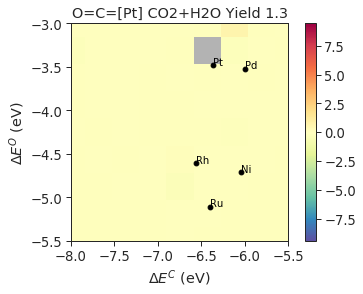 O=C=[Pt] CO2+H2O Yield 1.3
−3.0
−3.5
−4.0
−4.5
−5.0
−5.5
ΔE^O (eV)
Pt
Pd
Rh
Ni
Ru
−8.0 −7.5 −7.0 −6.5 −6.0 −5.5
ΔE^C (eV)
7.5
5.0
2.5
0.0
−2.5
−5.0
−7.5